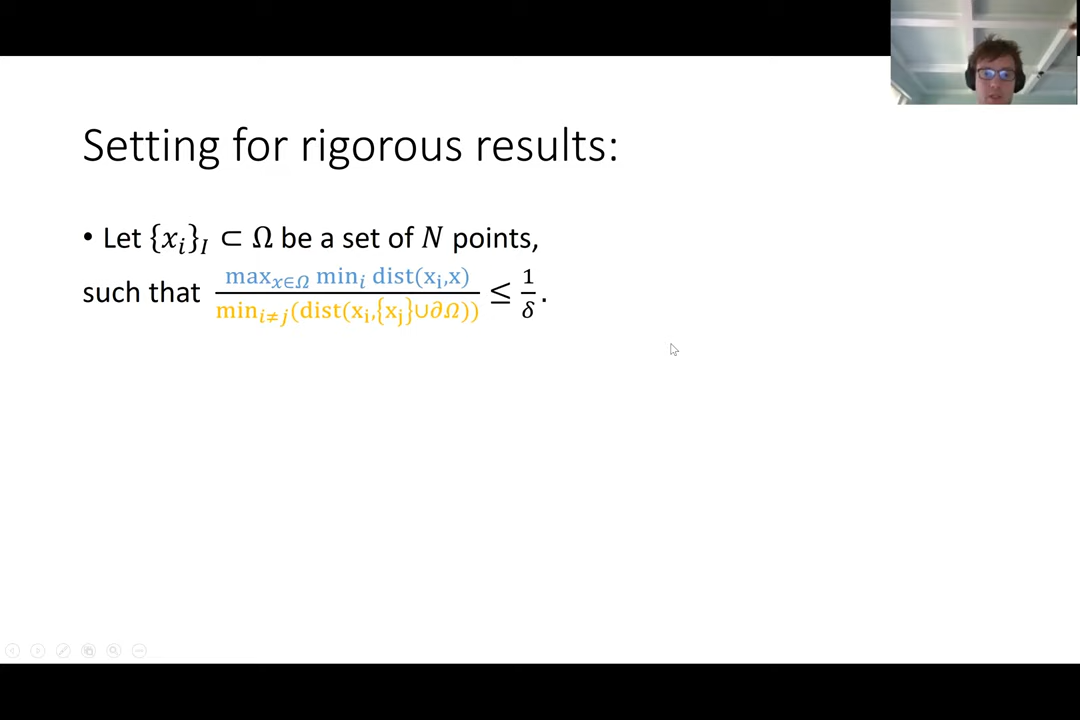 Setting for rigorous results:
• Let {xᵢ}_I ⊂ Ω be a set of N points,
such that max_{x∈Ω} min_i dist(x_i,x) / min_{i≠j}(dist(x_i,{x_j}∪∂Ω)) ≤ 1/δ.